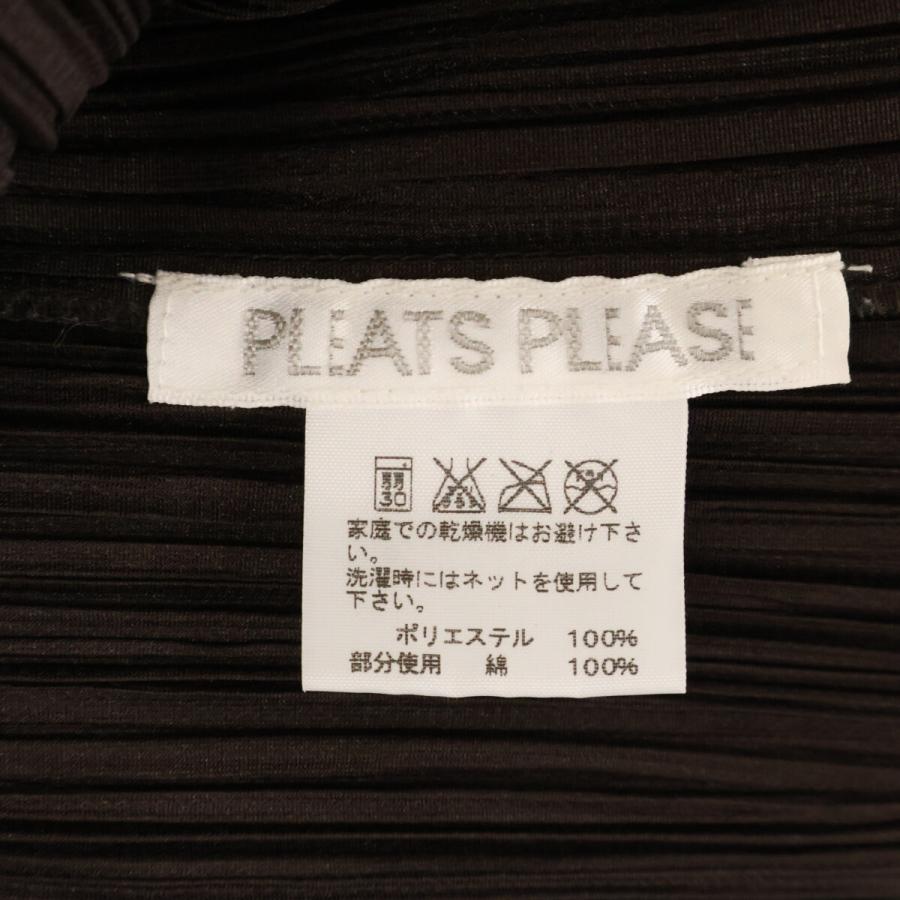 PLEATS PLEASE
弱
30
家庭での乾燥機はお避け下さ
い。
洗濯時にはネットを使用して
下さい。
ポリエステル 100%
部分使用 綿 100%